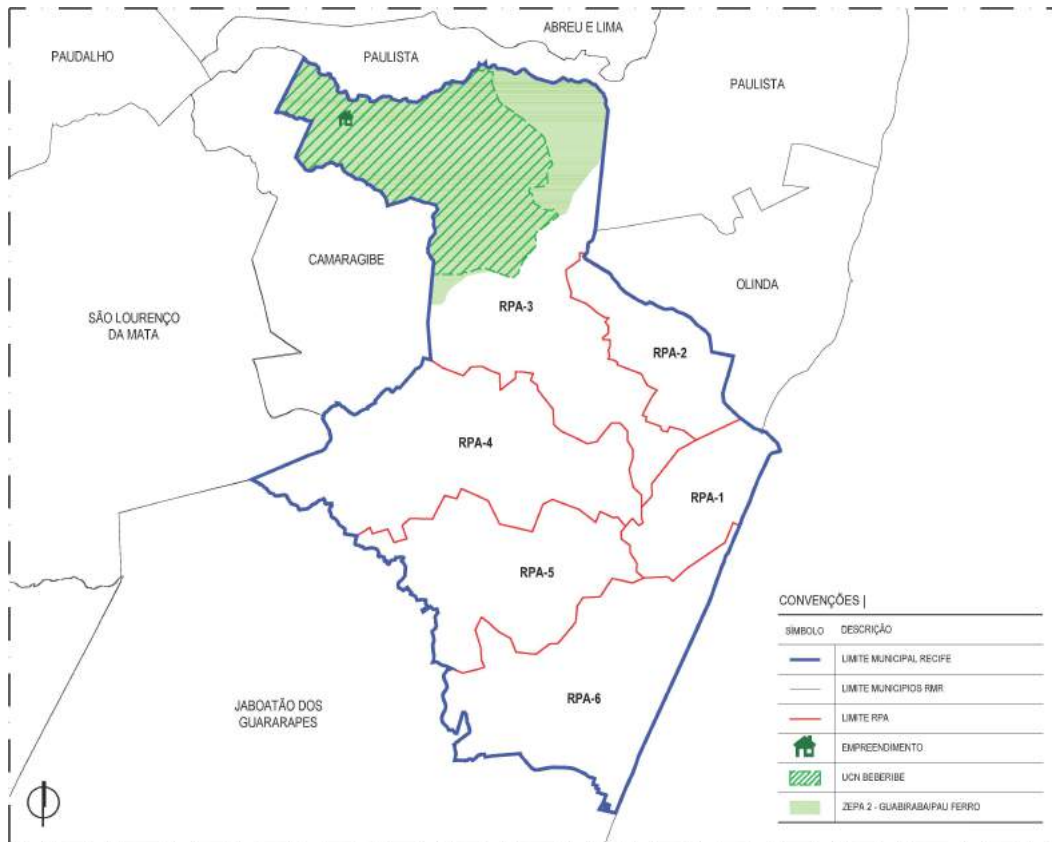 ABREU E LIMA
PAUDALHO
PAULISTA
PAULISTA
CAMARAGIBE
OLINDA
SÃO LOURENÇO
DA MATA
RPA-3
RPA-2
RPA-4
RPA-1
RPA-5
RPA-6
JABOATÃO DOS
GUARARAPES
CONVENÇÕES |
SÍMBOLO DESCRIÇÃO
LIMITE MUNICIPAL RECIFE
LIMITE MUNICIPIOS RMR
LIMITE RPA
EMPREENDIMENTO
UCN BEBERIBE
ZEPA 2 - GUABIRABA/PAU FERRO